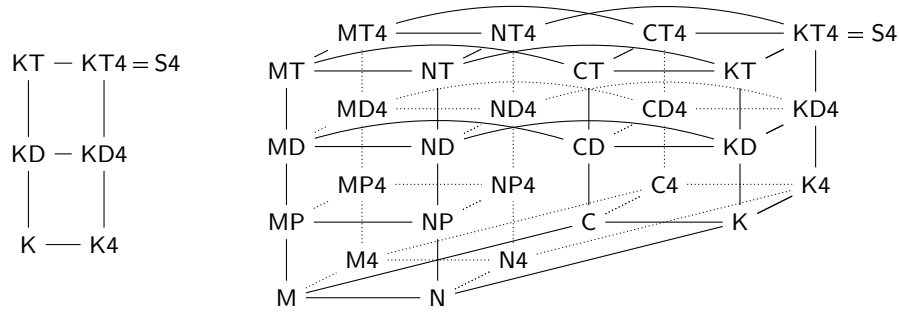 MT4 NT4 CT4 KT4 = S4
KT KT4 = S4
MT NT CT KT
MD4 ND4 CD4 KD4
KD KD4
MD ND CD KD
MP4 NP4 C4 K4
MP NP C K
K K4
M4 N4
M N